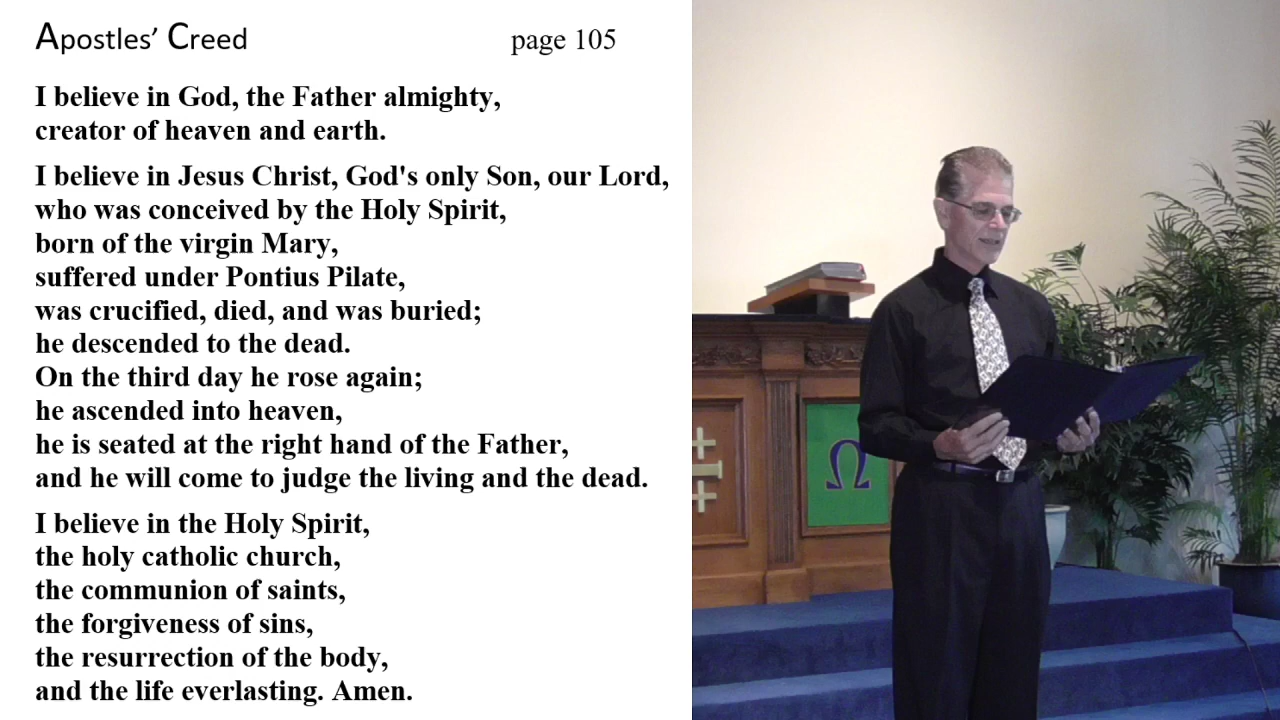 Apostles’ Creed page 105
I believe in God, the Father almighty,
creator of heaven and earth.
I believe in Jesus Christ, God's only Son, our Lord,
who was conceived by the Holy Spirit,
born of the virgin Mary,
suffered under Pontius Pilate,
was crucified, died, and was buried;
he descended to the dead.
On the third day he rose again;
he ascended into heaven,
he is seated at the right hand of the Father,
and he will come to judge the living and the dead.
I believe in the Holy Spirit,
the holy catholic church,
the communion of saints,
the forgiveness of sins,
the resurrection of the body,
and the life everlasting. Amen.
Ω